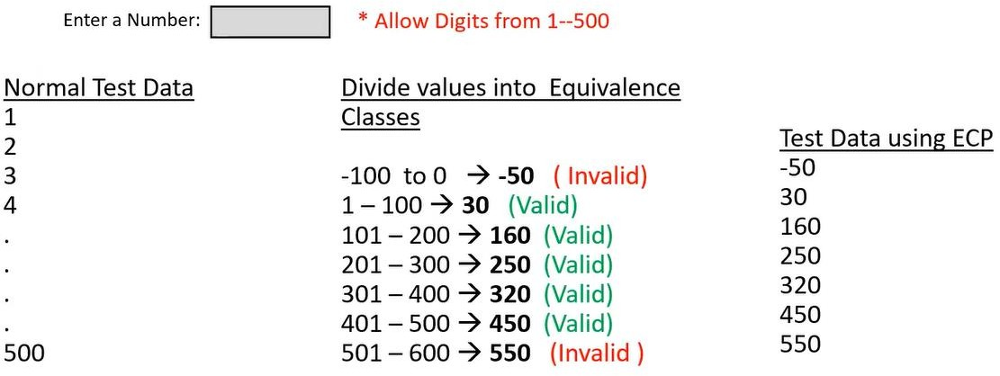 Enter a Number:
* Allow Digits from 1--500
Normal Test Data
1
2
3
4
.
.
.
.
500
Divide values into Equivalence
Classes
-100 to 0 → -50 ( Invalid)
1 – 100 → 30 (Valid)
101 – 200 → 160 (Valid)
201 – 300 → 250 (Valid)
301 – 400 → 320 (Valid)
401 – 500 → 450 (Valid)
501 – 600 → 550 (Invalid )
Test Data using ECP
-50
30
160
250
320
450
550